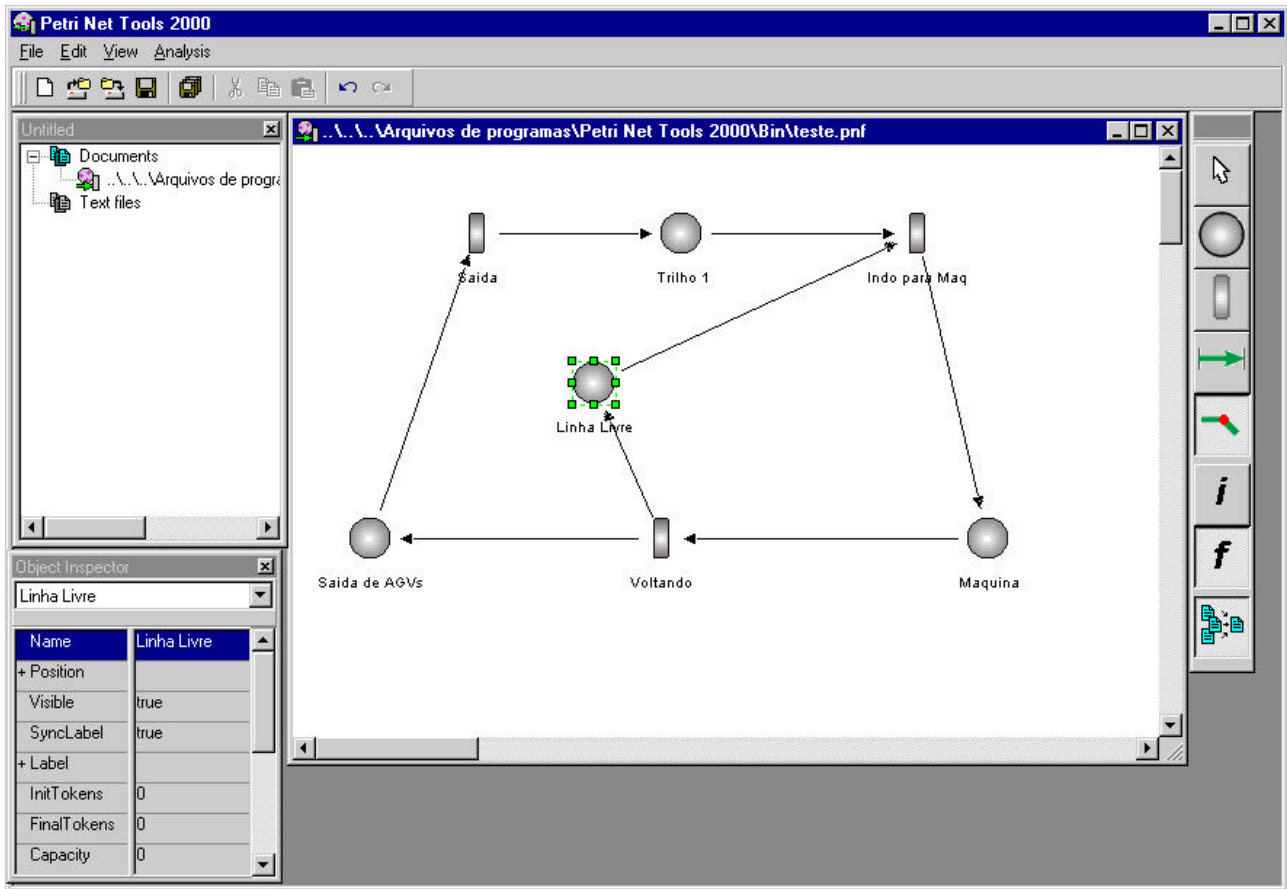 Petri Net Tools 2000
File Edit View Analysis
Untitled
Documents
..\..\..\Arquivos de progra
Text files
..\..\..\Arquivos de programas\Petri Net Tools 2000\Bin\teste.pnf
Saida
Trilho 1
Indo para Maq
Linha Livre
Saida de AGVs
Voltando
Maquina
Object Inspector
Linha Livre
Name Linha Livre
+ Position
Visible true
SyncLabel true
+ Label
InitTokens 0
FinalTokens 0
Capacity 0
i
f